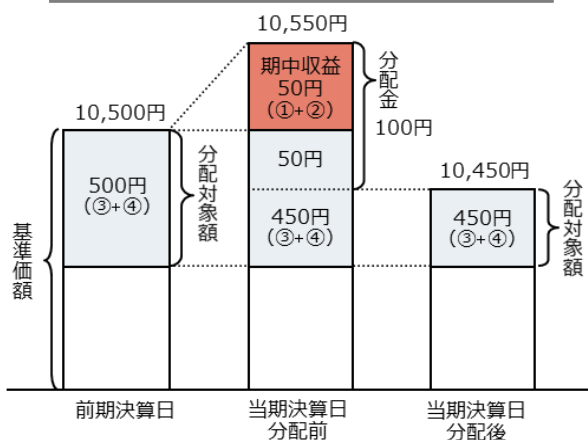 10,550円
期中収益
50円
(①+②)
分配金
100円
10,500円
500円
(③+④)
分配対象額
50円
450円
(③+④)
10,450円
450円
(③+④)
分配対象額
基準価額
前期決算日
当期決算日
分配前
当期決算日
分配後